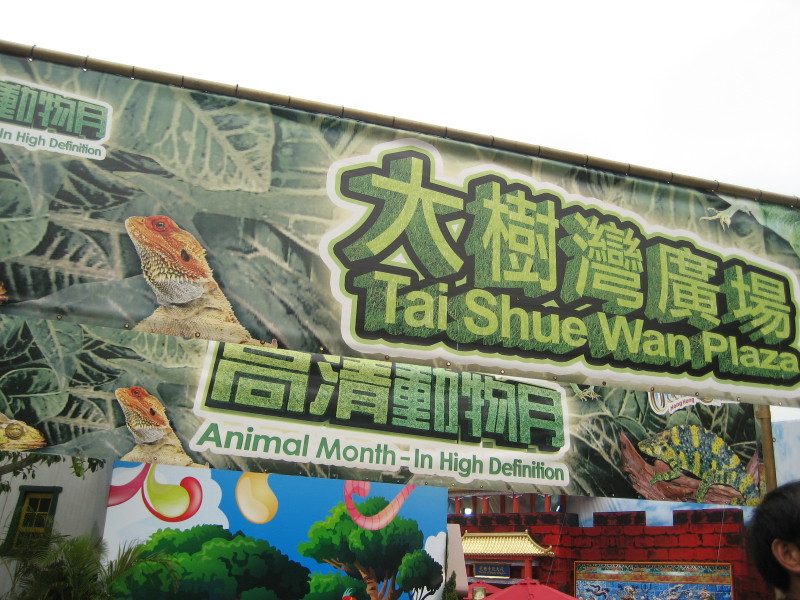 動物月
In High Definition
大樹灣廣場
Tai Shue Wan Plaza
高清動物月
Animal Month - In High Definition